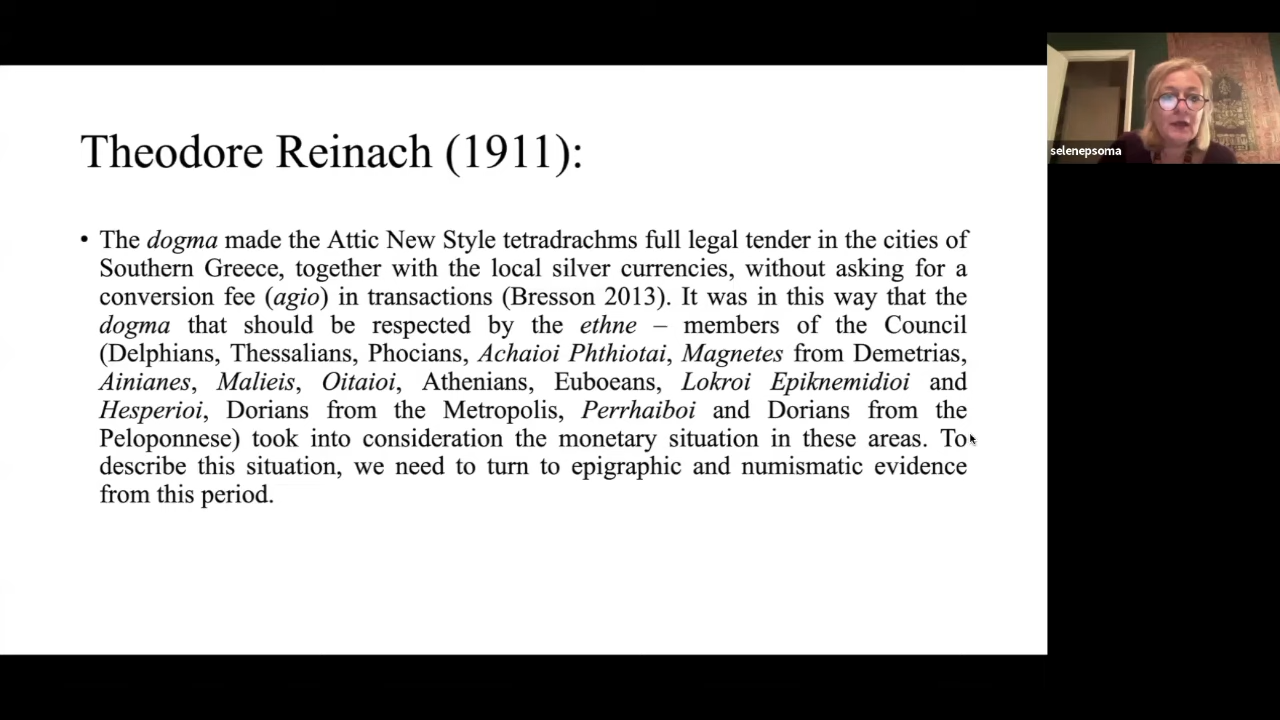 Theodore Reinach (1911):
• The dogma made the Attic New Style tetradrachms full legal tender in the cities of
Southern Greece, together with the local silver currencies, without asking for a
conversion fee (agio) in transactions (Bresson 2013). It was in this way that the
dogma that should be respected by the ethne – members of the Council
(Delphians, Thessalians, Phocians, Achaioi Phthiotai, Magnetes from Demetrias,
Ainianes, Malieis, Oitaioi, Athenians, Euboeans, Lokroi Epiknemidioi and
Hesperioi, Dorians from the Metropolis, Perrhaiboi and Dorians from the
Peloponnese) took into consideration the monetary situation in these areas. To
describe this situation, we need to turn to epigraphic and numismatic evidence
from this period.
selenepsoma